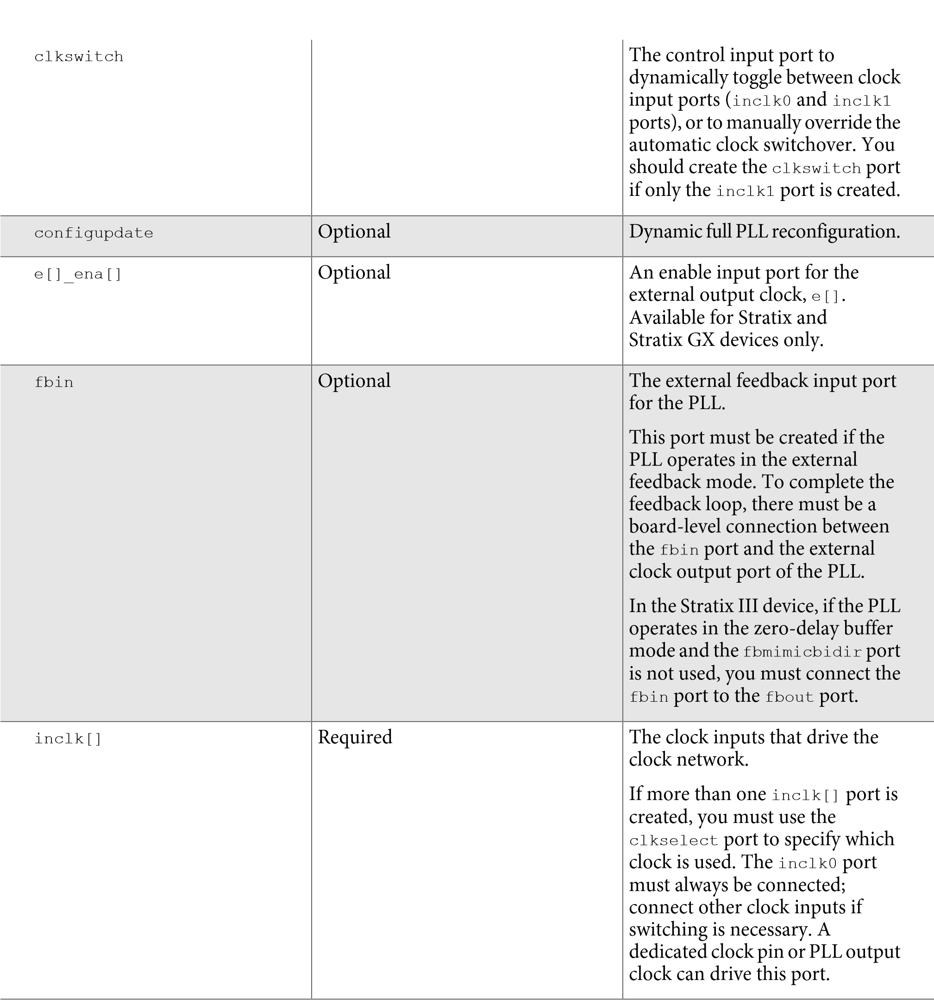 clkswitch
The control input port to
dynamically toggle between clock
input ports (inclk0 and inclk1
ports), or to manually override the
automatic clock switchover. You
should create the clkswitch port
if only the inclk1 port is created.
configupdate
Optional
Dynamic full PLL reconfiguration.
e[]_ena[]
Optional
An enable input port for the
external output clock, e[].
Available for Stratix and
Stratix GX devices only.
fbin
Optional
The external feedback input port
for the PLL.
This port must be created if the
PLL operates in the external
feedback mode. To complete the
feedback loop, there must be a
board-level connection between
the fbin port and the external
clock output port of the PLL.
In the Stratix III device, if the PLL
operates in the zero-delay buffer
mode and the fbmimicbidir port
is not used, you must connect the
fbin port to the fbout port.
inclk[]
Required
The clock inputs that drive the
clock network.
If more than one inclk[] port is
created, you must use the
clkselect port to specify which
clock is used. The inclk0 port
must always be connected;
connect other clock inputs if
switching is necessary. A
dedicated clock pin or PLL output
clock can drive this port.